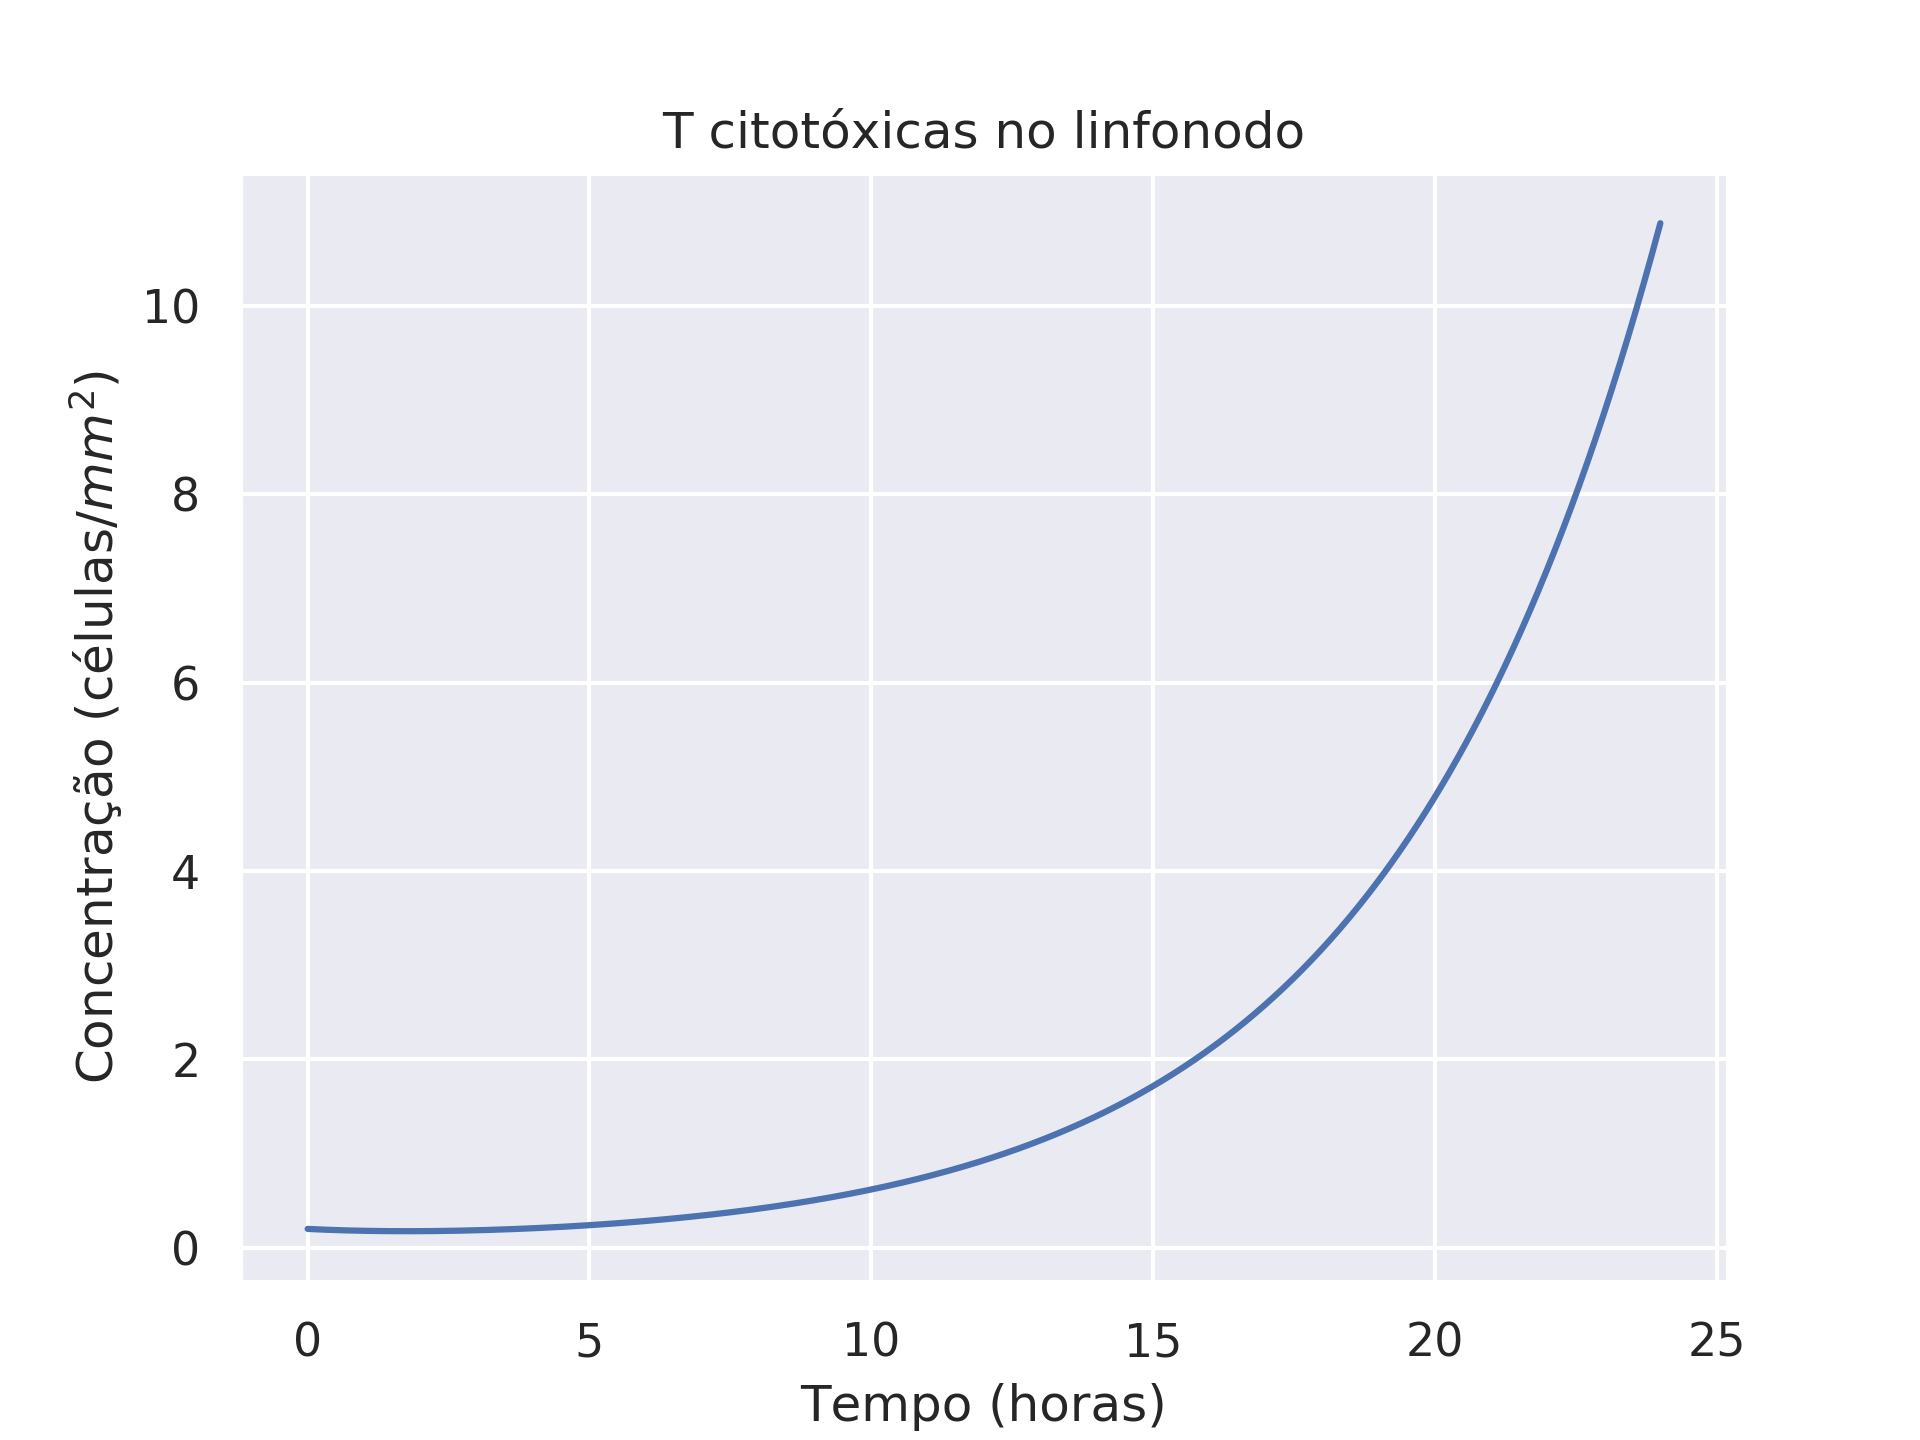 T citotóxicas no linfonodo
Concentração (células/mm²)
10
8
6
4
2
0
0 5 10 15 20 25
Tempo (horas)